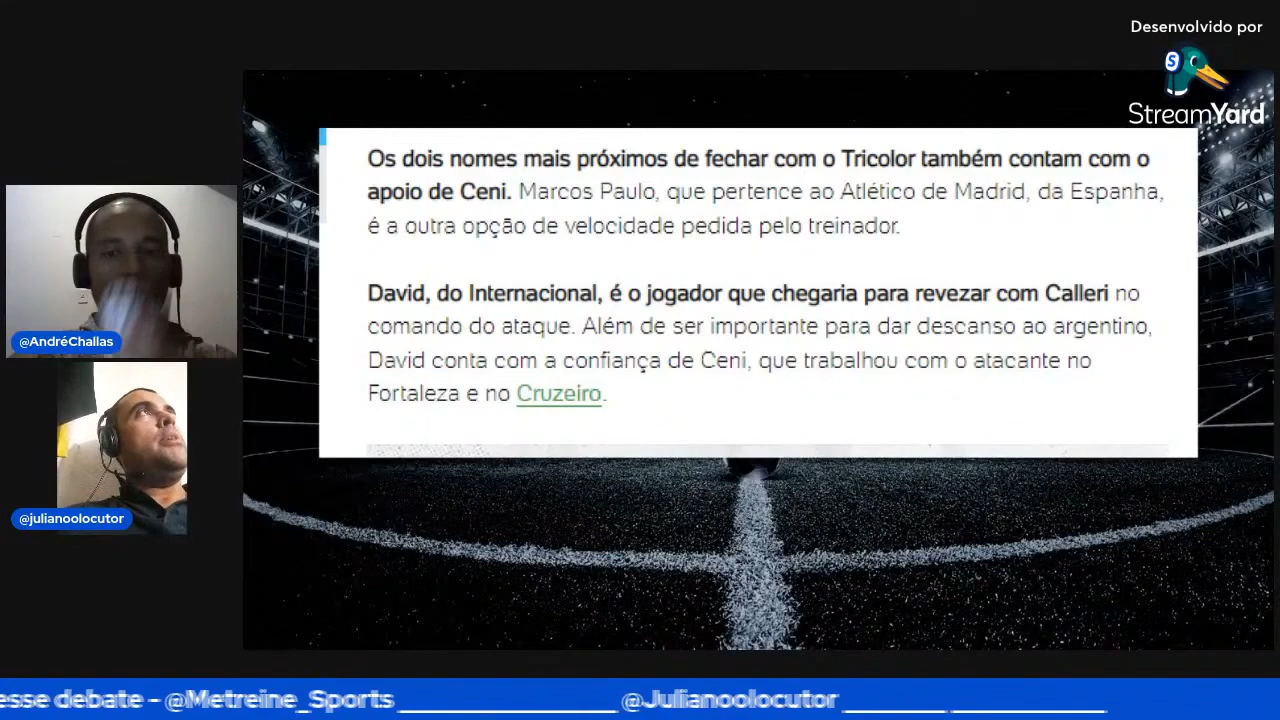 Desenvolvido por
StreamYard
Os dois nomes mais próximos de fechar com o Tricolor também contam com o
apoio de Ceni. Marcos Paulo, que pertence ao Atlético de Madrid, da Espanha,
é a outra opção de velocidade pedida pelo treinador.
David, do Internacional, é o jogador que chegaria para revezar com Calleri no
comando do ataque. Além de ser importante para dar descanso ao argentino,
David conta com a confiança de Ceni, que trabalhou com o atacante no
Fortaleza e no Cruzeiro.
@AndréChallas
@julianoolocutor
esse debate - @Metreine_Sports ________________ @Julianoolocutor _______ ___________